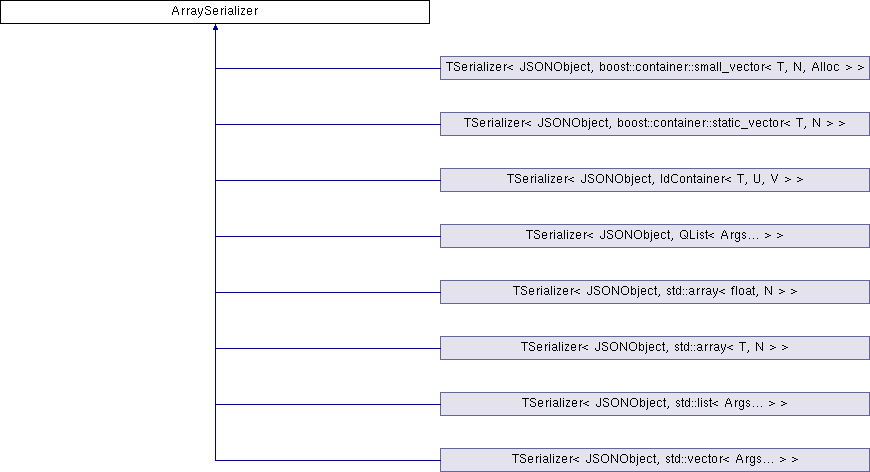 ArraySerializer
TSerializer< JSONObject, boost::container::small_vector< T, N, Alloc > >
TSerializer< JSONObject, boost::container::static_vector< T, N > >
TSerializer< JSONObject, IdContainer< T, U, V > >
TSerializer< JSONObject, QList< Args... > >
TSerializer< JSONObject, std::array< float, N > >
TSerializer< JSONObject, std::array< T, N > >
TSerializer< JSONObject, std::list< Args... > >
TSerializer< JSONObject, std::vector< Args... > >